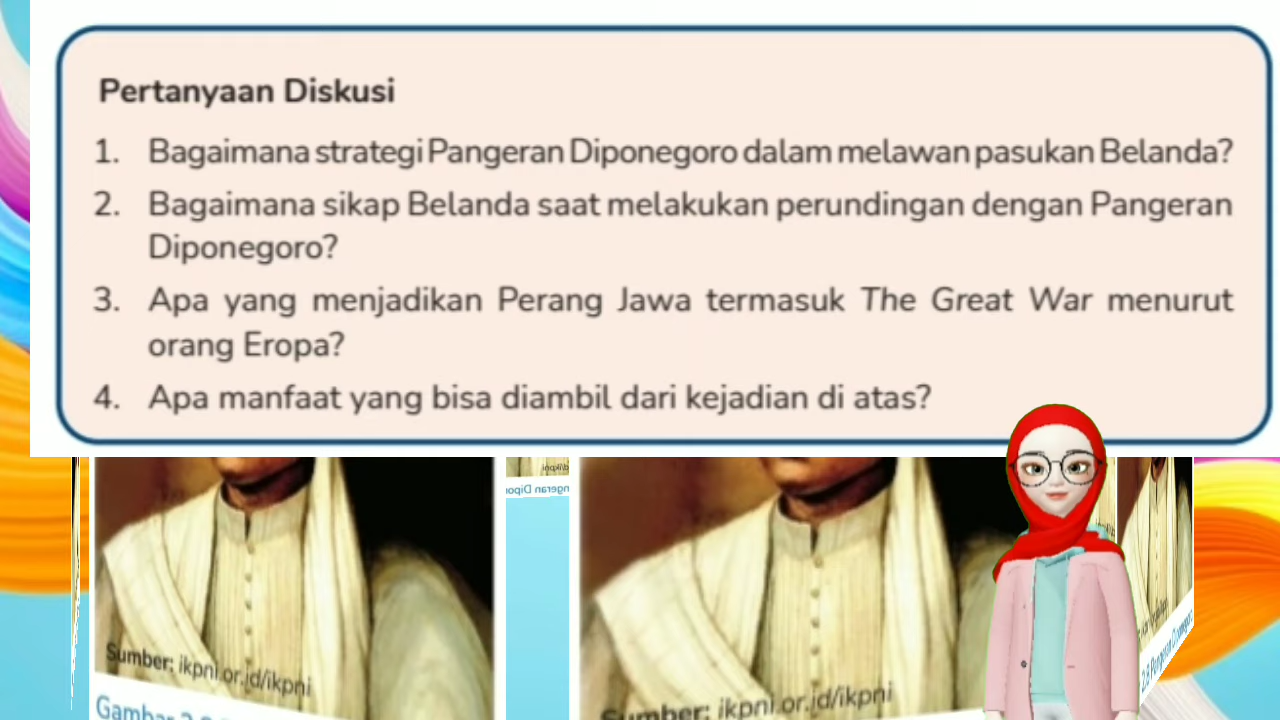 Pertanyaan Diskusi
1. Bagaimana strategi Pangeran Diponegoro dalam melawan pasukan Belanda?
2. Bagaimana sikap Belanda saat melakukan perundingan dengan Pangeran
Diponegoro?
3. Apa yang menjadikan Perang Jawa termasuk The Great War menurut
orang Eropa?
4. Apa manfaat yang bisa diambil dari kejadian di atas?
Sumber: ikpni.or.id/ikpni
Gambar
Sumber: ikpni.or.id/ikpni